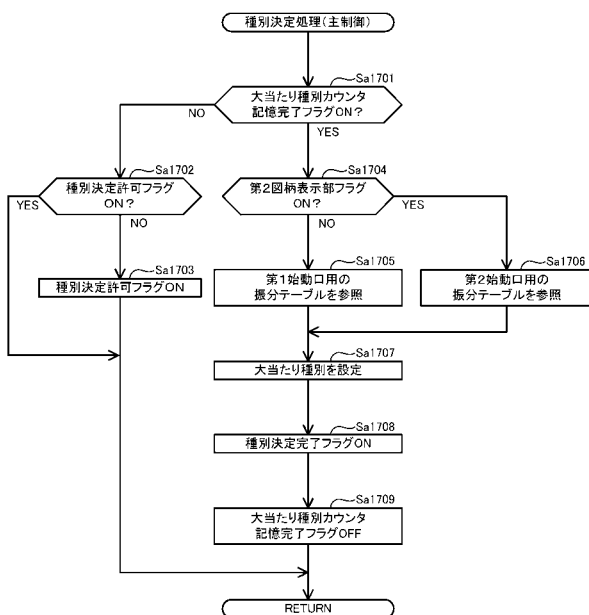 種別決定処理(主制御)
Sa1701
大当たり種別カウンタ
記憶完了フラグON?
NO
YES
Sa1702
種別決定許可フラグ
ON?
YES
NO
Sa1704
第2図柄表示部フラグ
ON?
YES
NO
Sa1703
種別決定許可フラグON
Sa1705
第1始動口用の
振分テーブルを参照
Sa1706
第2始動口用の
振分テーブルを参照
Sa1707
大当たり種別を設定
Sa1708
種別決定完了フラグON
Sa1709
大当たり種別カウンタ
記憶完了フラグOFF
RETURN